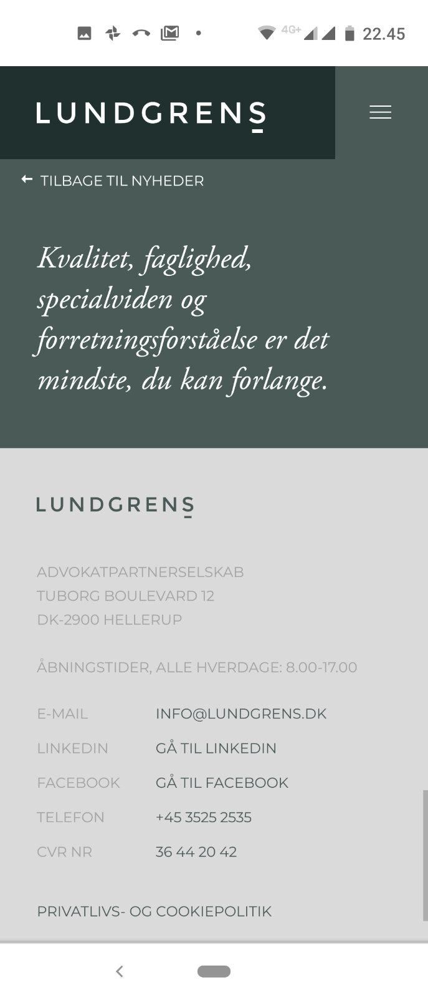 4G+ 22.45
LUNDGRENS
TILBAGE TIL NYHEDER
Kvalitet, faglighed,
specialviden og
forretningsforståelse er det
mindste, du kan forlange.
LUNDGRENS
ADVOKATPARTNERSELSKAB
TUBORG BOULEVARD 12
DK-2900 HELLERUP
ÅBNINGSTIDER, ALLE HVERDAGE: 8.00-17.00
E-MAIL INFO@LUNDGRENS.DK
LINKEDIN GÅ TIL LINKEDIN
FACEBOOK GÅ TIL FACEBOOK
TELEFON +45 3525 2535
CVR NR 36 44 20 42
PRIVATLIVS- OG COOKIEPOLITIK